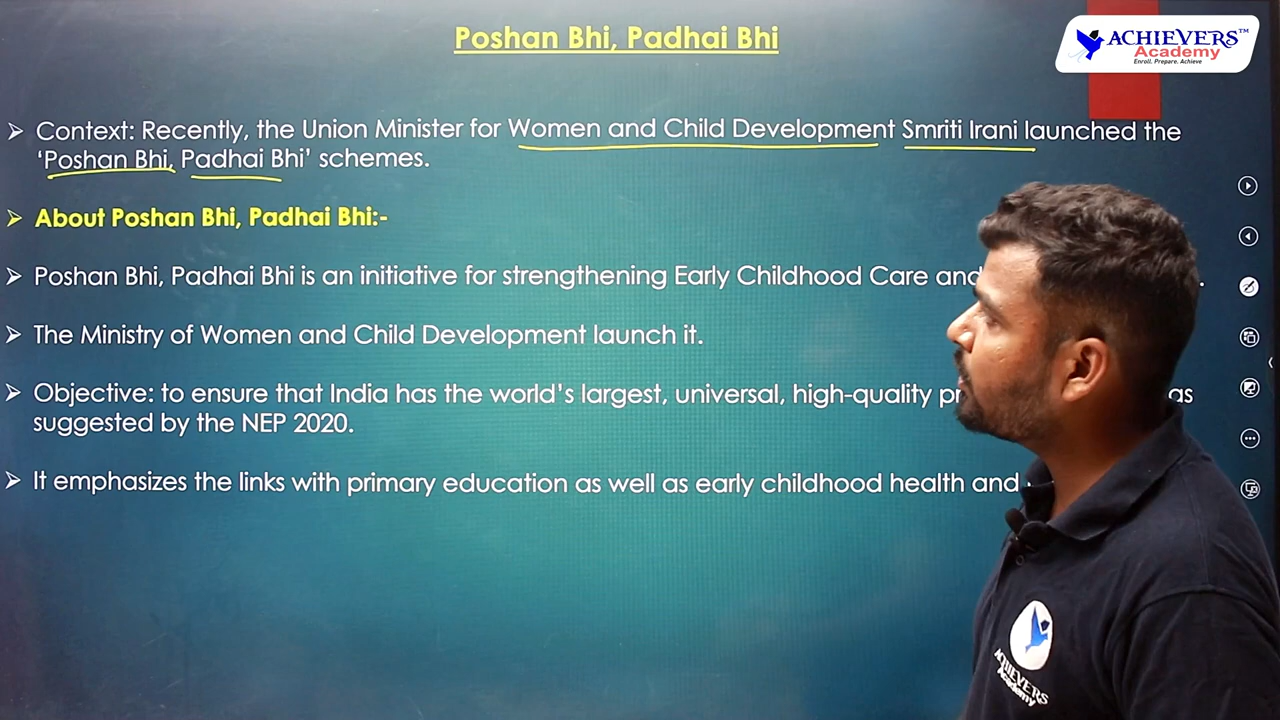 Poshan Bhi, Padhai Bhi
ACHIEVERS™
Academy
Enroll. Prepare. Achieve
➤ Context: Recently, the Union Minister for Women and Child Development Smriti Irani launched the
‘Poshan Bhi, Padhai Bhi’ schemes.
➤ About Poshan Bhi, Padhai Bhi:-
➤ Poshan Bhi, Padhai Bhi is an initiative for strengthening Early Childhood Care and .
➤ The Ministry of Women and Child Development launch it.
➤ Objective: to ensure that India has the world’s largest, universal, high-quality as
suggested by the NEP 2020.
➤ It emphasizes the links with primary education as well as early childhood health and
ACHIEVERS
Academy